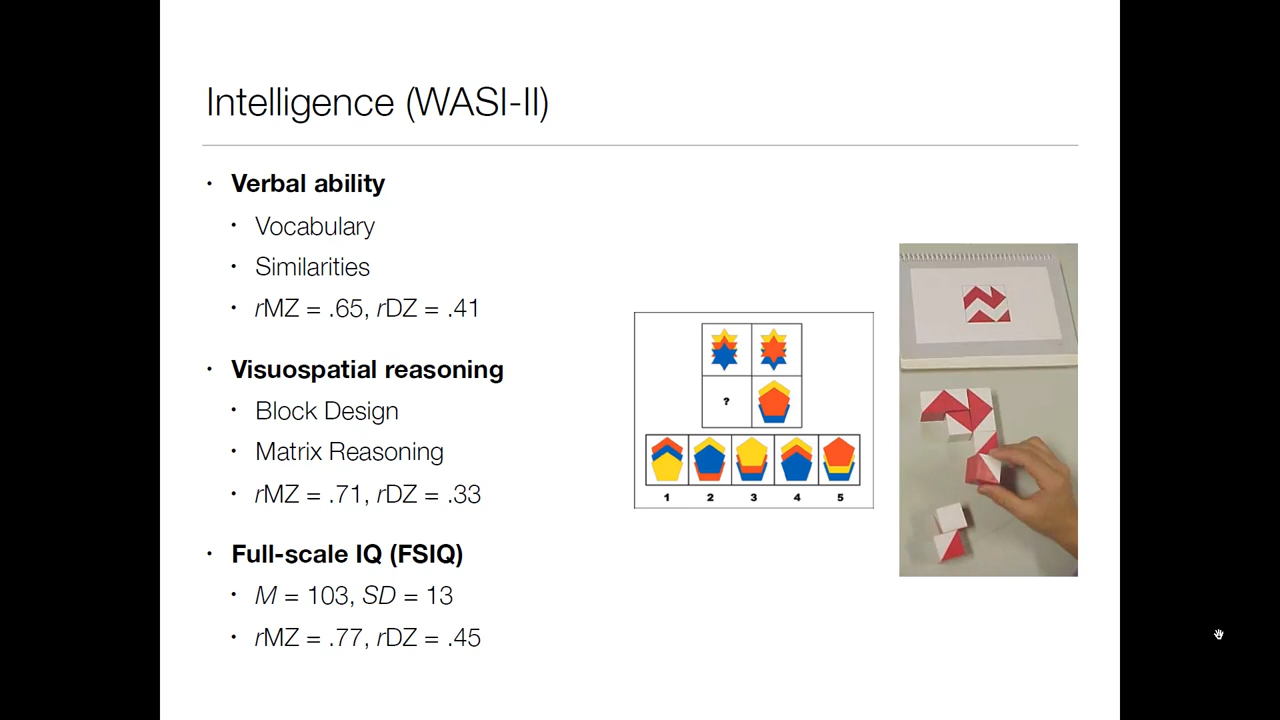 Intelligence (WASI-II)
• Verbal ability
• Vocabulary
• Similarities
• rMZ = .65, rDZ = .41
• Visuospatial reasoning
• Block Design
• Matrix Reasoning
• rMZ = .71, rDZ = .33
• Full-scale IQ (FSIQ)
• M = 103, SD = 13
• rMZ = .77, rDZ = .45
?
1 2 3 4 5